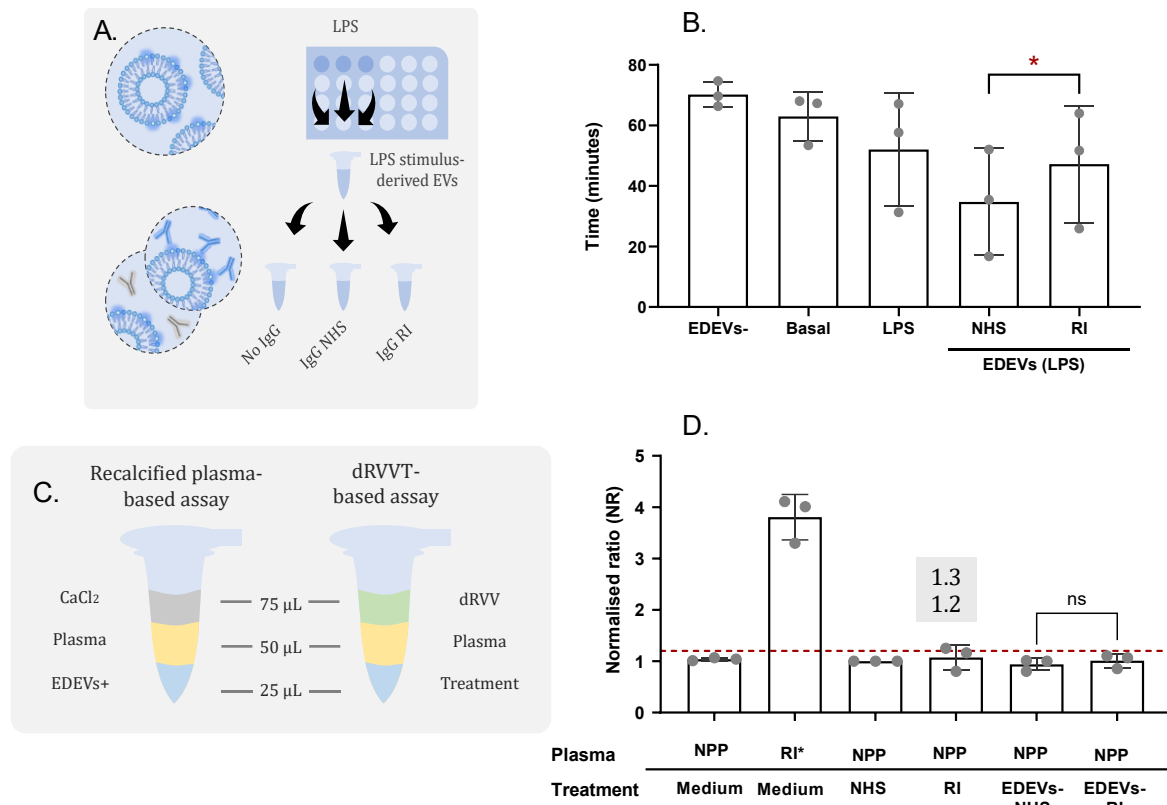 A.
LPS
LPS stimulus-
derived EVs
No IgG
IgG NHS
IgG RI
B.
Time (minutes)
80
60
40
20
0
*
EDEVs-
Basal
LPS
NHS
RI
EDEVs (LPS)
C.
Recalcified plasma-
based assay
dRVVT-
based assay
CaCl₂
75 µL
dRVV
Plasma
50 µL
Plasma
EDEVs+
25 µL
Treatment
D.
Normalised ratio (NR)
5
4
3
2
1
0
1.3
1.2
ns
Plasma
NPP
RI*
NPP
NPP
NPP
NPP
Treatment
Medium
Medium
NHS
RI
EDEVs-
EDEVs-